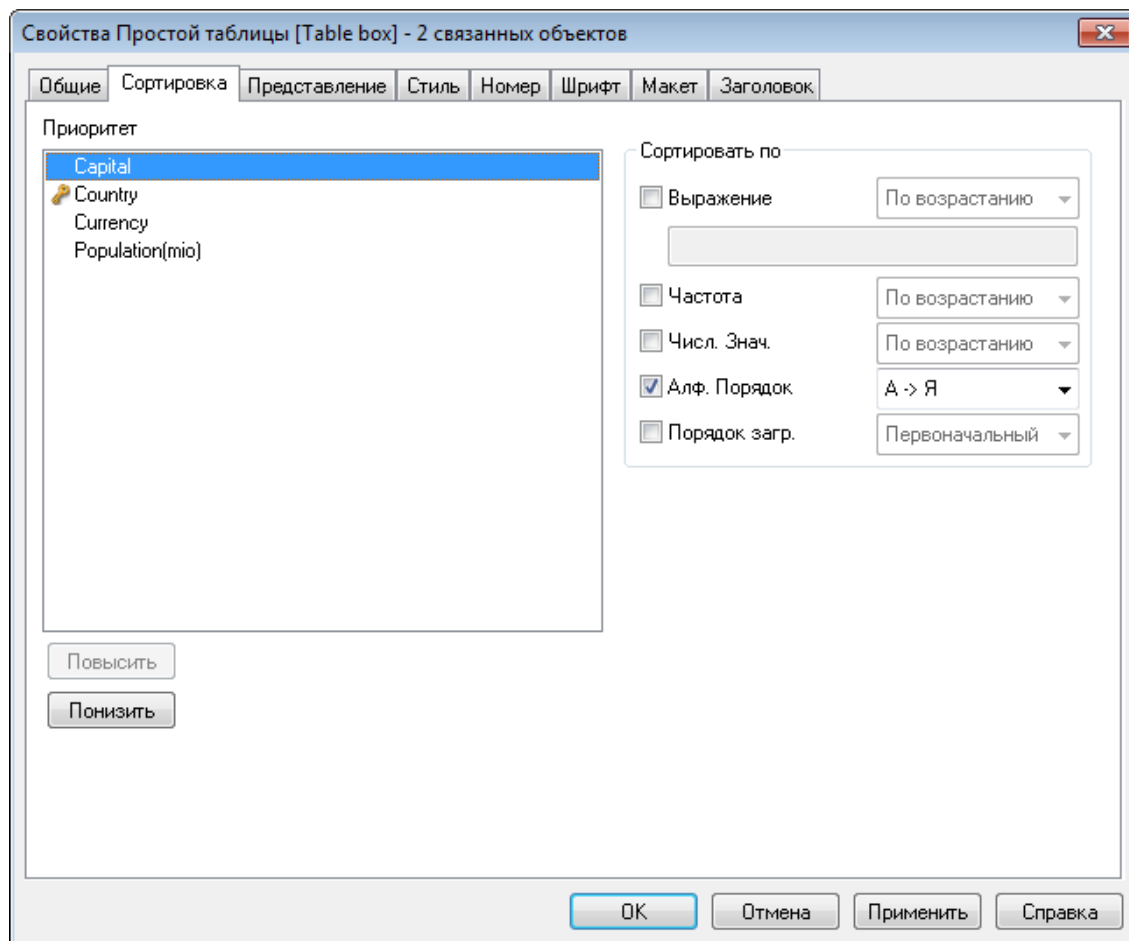 Свойства Простой таблицы [Table box] - 2 связанных объектов
Общие Сортировка Представление Стиль Номер Шрифт Макет Заголовок
Приоритет
Capital
Country
Currency
Population(mio)
Повысить
Понизить
Сортировать по
Выражение По возрастанию
Частота По возрастанию
Числ. Знач. По возрастанию
Алф. Порядок А -> Я
Порядок загр. Первоначальный
OK Отмена Применить Справка